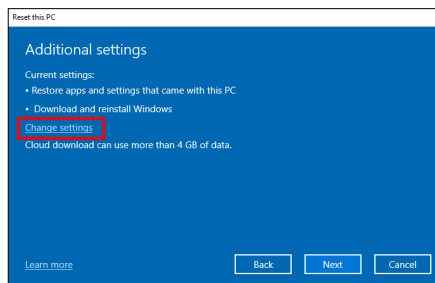 Reset this PC
Additional settings
Current settings:
• Restore apps and settings that came with this PC
• Download and reinstall Windows
Change settings
Cloud download can use more than 4 GB of data.
Learn more
Back
Next
Cancel